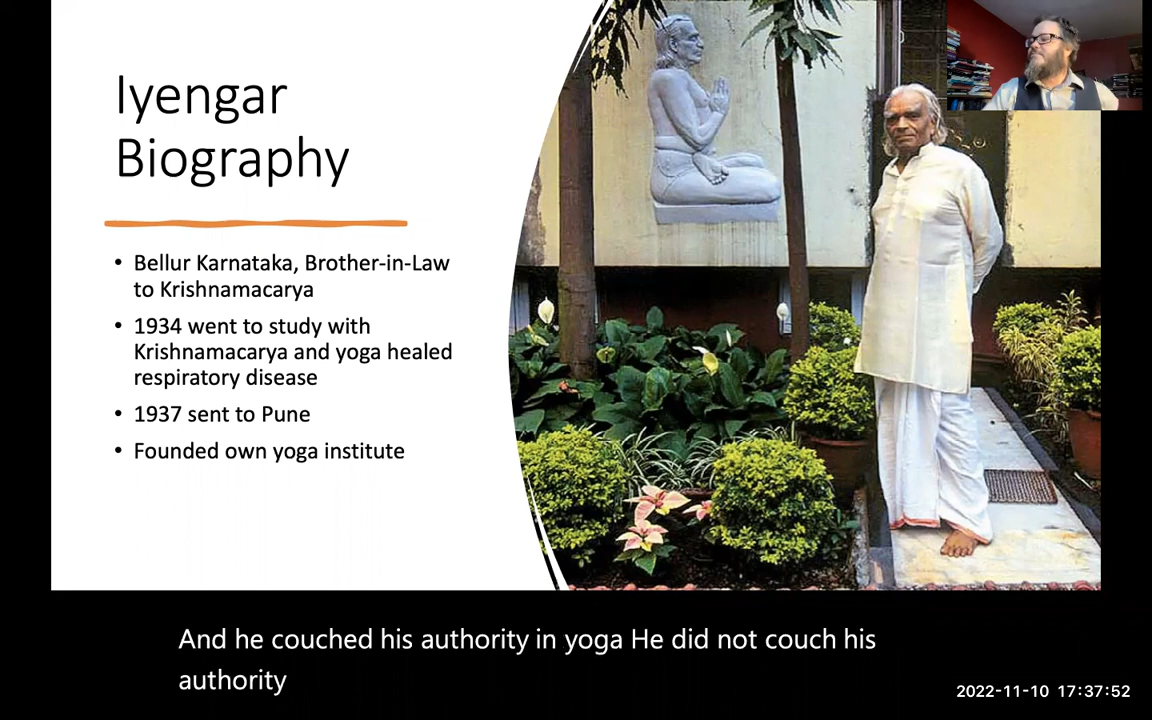 Iyengar
Biography
• Bellur Karnataka, Brother-in-Law
to Krishnamacarya
• 1934 went to study with
Krishnamacarya and yoga healed
respiratory disease
• 1937 sent to Pune
• Founded own yoga institute
And he couched his authority in yoga He did not couch his
authority
2022-11-10 17:37:52